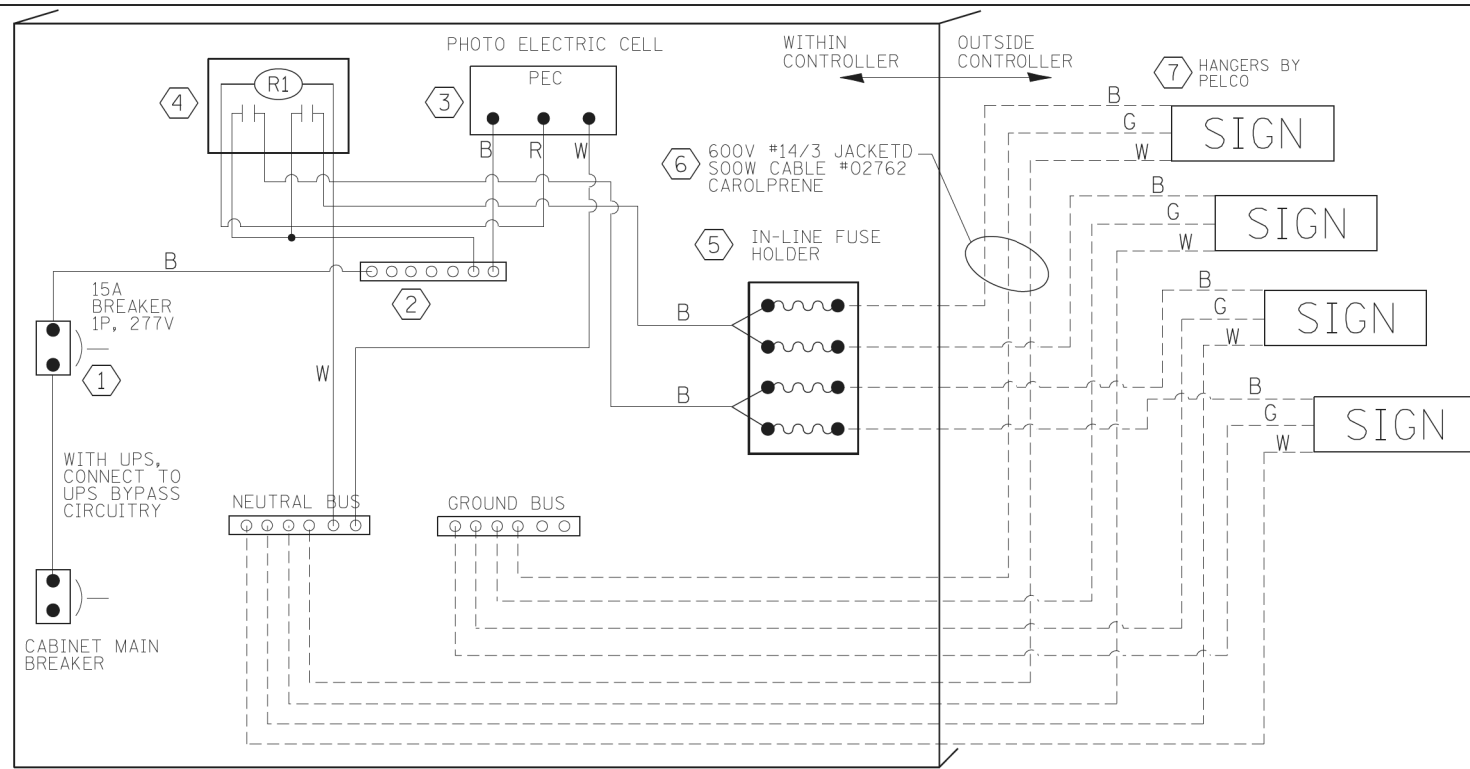 PHOTO ELECTRIC CELL
WITHIN
CONTROLLER
OUTSIDE
CONTROLLER
7
HANGERS BY
PELCO
4
R1
3
PEC
B
R
W
6
600V #14/3 JACKETD
SOOW CABLE #02762
CAROLPRENE
B
G
W
SIGN
B
G
W
SIGN
5
IN-LINE FUSE
HOLDER
B
2
15A
BREAKER
1P, 277V
1
B
B
W
B
G
W
SIGN
B
G
W
SIGN
WITH UPS,
CONNECT TO
UPS BYPASS
CIRCUITRY
NEUTRAL BUS
GROUND BUS
CABINET MAIN
BREAKER